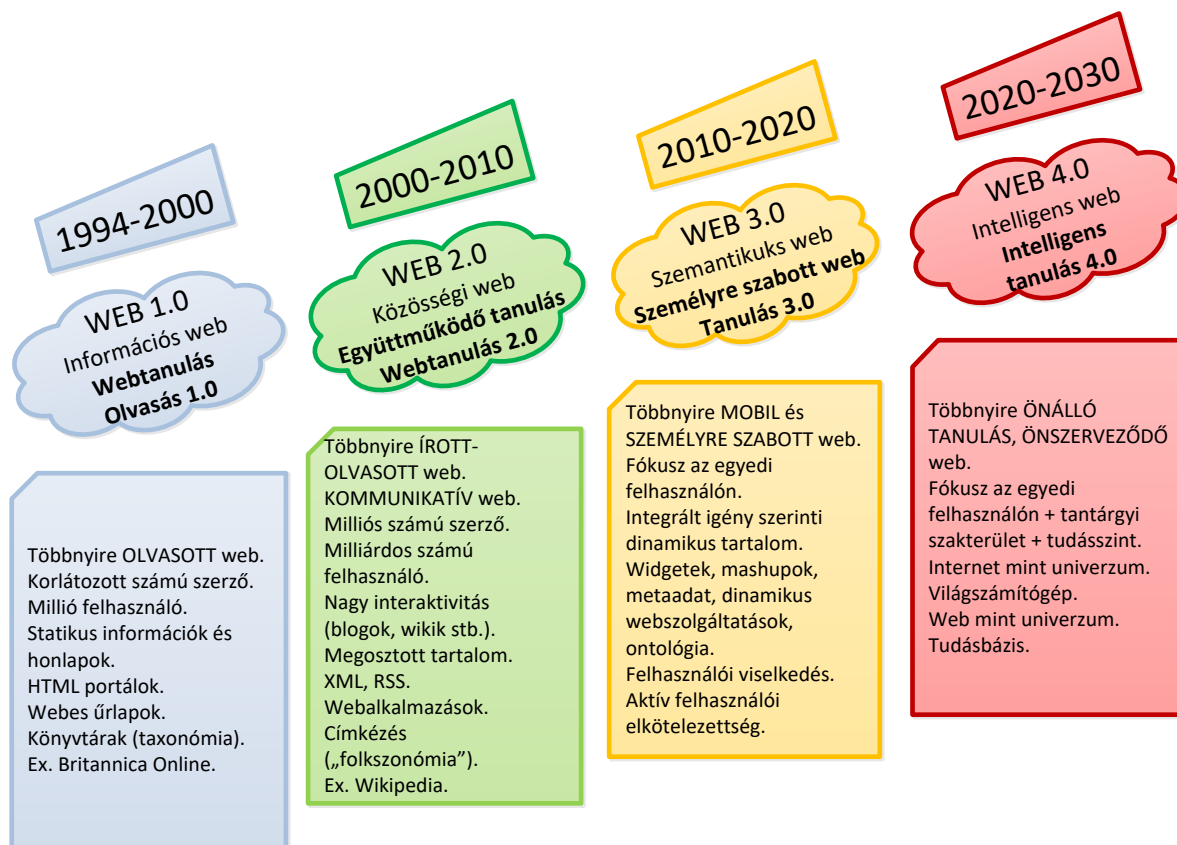 1994-2000
WEB 1.0
Információs web
Webtanulás
Olvasás 1.0
Többnyire OLVASOTT web.
Korlátozott számú szerző.
Millió felhasználó.
Statikus információk és
honlapok.
HTML portálok.
Webes űrlapok.
Könyvtárak (taxonómia).
Ex. Britannica Online.
2000-2010
WEB 2.0
Közösségi web
Együttműködő tanulás
Webtanulás 2.0
Többnyire ÍROTT-
OLVASOTT web.
KOMMUNIKATÍV web.
Milliós számú szerző.
Milliárdos számú
felhasználó.
Nagy interaktivitás
(blogok, wikik stb.).
Megosztott tartalom.
XML, RSS.
Webalkalmazások.
Címkézés
(„folkszonómia”).
Ex. Wikipedia.
2010-2020
WEB 3.0
Szemantikuks web
Személyre szabott web
Tanulás 3.0
Többnyire MOBIL és
SZEMÉLYRE SZABOTT web.
Fókusz az egyedi
felhasználón.
Integrált igény szerinti
dinamikus tartalom.
Widgetek, mashupok,
metaadat, dinamikus
webszolgáltatások,
ontológia.
Felhasználói viselkedés.
Aktív felhasználói
elkötelezettség.
2020-2030
WEB 4.0
Intelligens web
Intelligens
tanulás 4.0
Többnyire ÖNÁLLÓ
TANULÁS, ÖNSZERVEZŐDŐ
web.
Fókusz az egyedi
felhasználón + tantárgyi
szakterület + tudásszint.
Internet mint univerzum.
Világszámítógép.
Web mint univerzum.
Tudásbázis.